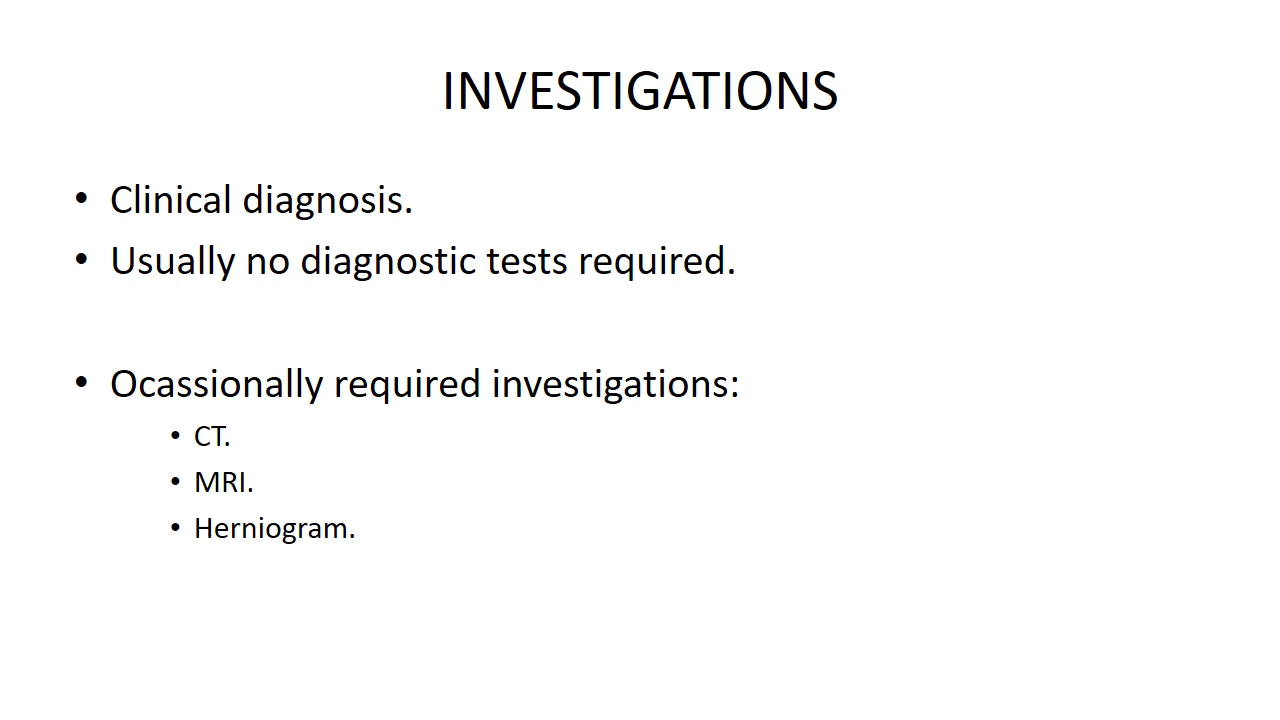 INVESTIGATIONS
• Clinical diagnosis.
• Usually no diagnostic tests required.
• Ocassionally required investigations:
• CT.
• MRI.
• Herniogram.